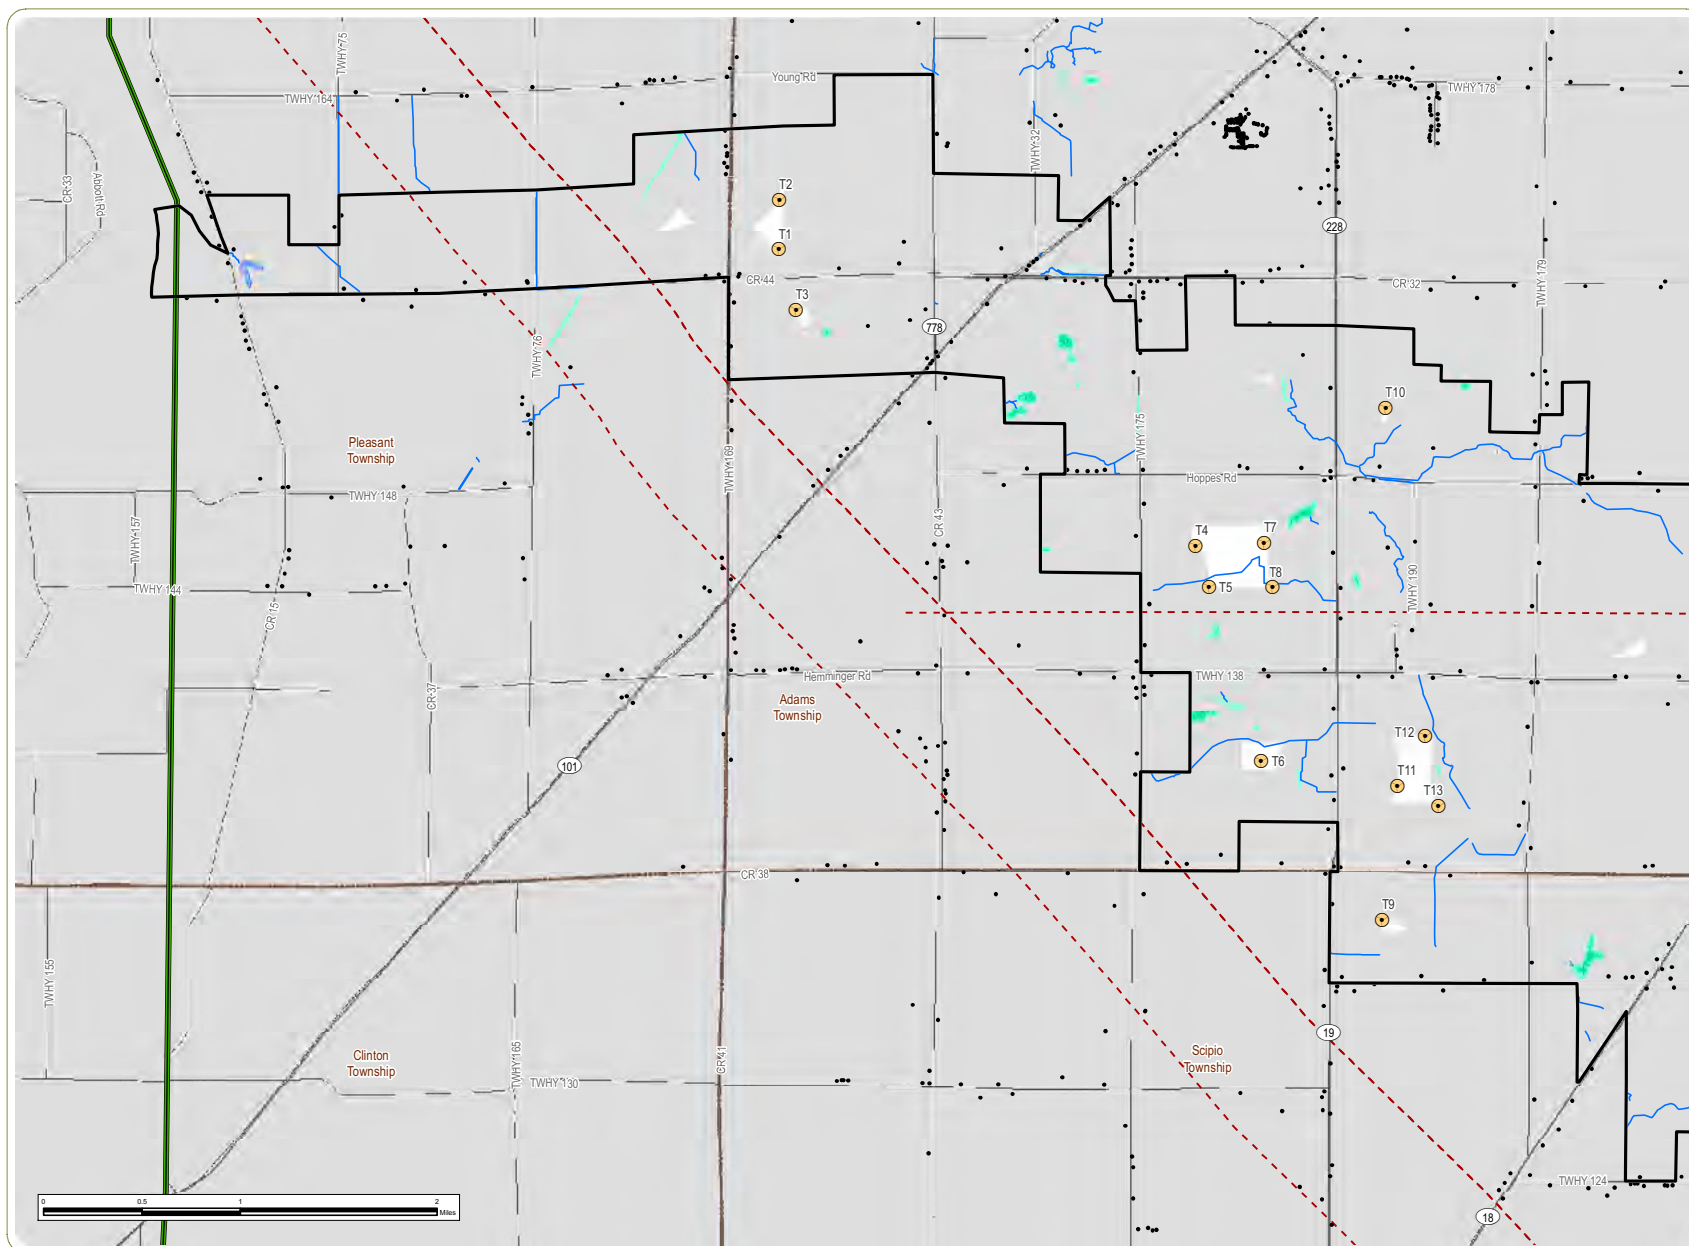 TWHY 75
Young Rd
TWHY 164
TWHY 178
TWHY 32
CR 33
Abbott Rd
T2
228
T1
CR 44
CR 32
TWHY 179
T3
778
TWHY 76
T10
TWHY 175
Pleasant
Township
TWHY 169
Hoppes Rd
TWHY 148
CR 43
TWHY 157
T4
T7
TWHY 144
T5
T8
TWHY 190
CR 15
Hemminger Rd
TWHY 138
CR 37
Adams
Township
T12
101
T6
T11
T13
CR 38
T9
TWHY 155
19
Clinton
Township
TWHY 165
CR 41
Scipio
Township
TWHY 130
TWHY 124
0 0.5 1 2
Miles
18